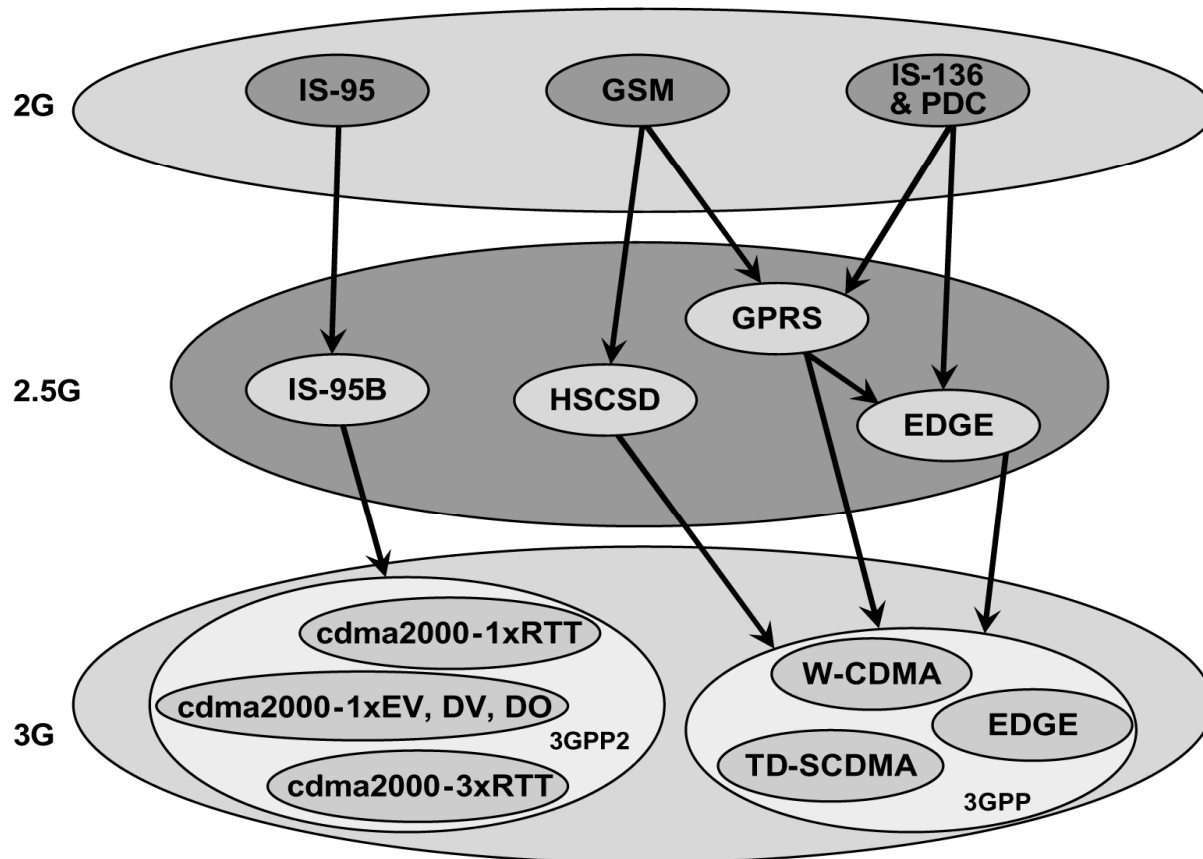 2G
IS-95
GSM
IS-136
& PDC
2.5G
GPRS
IS-95B
HSCSD
EDGE
3G
cdma2000-1xRTT
cdma2000-1xEV, DV, DO
3GPP2
cdma2000-3xRTT
W-CDMA
EDGE
TD-SCDMA
3GPP